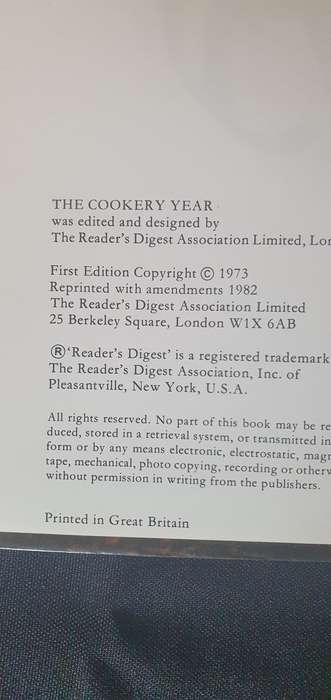 THE COOKERY YEAR
was edited and designed by
The Reader's Digest Association Limited, Lon
First Edition Copyright © 1973
Reprinted with amendments 1982
The Reader's Digest Association Limited
25 Berkeley Square, London W1X 6AB
®'Reader's Digest' is a registered trademark
The Reader's Digest Association, Inc. of
Pleasantville, New York, U.S.A.
All rights reserved. No part of this book may be re
duced, stored in a retrieval system, or transmitted in
form or by any means electronic, electrostatic, magn
tape, mechanical, photo copying, recording or otherw
without permission in writing from the publishers.
Printed in Great Britain